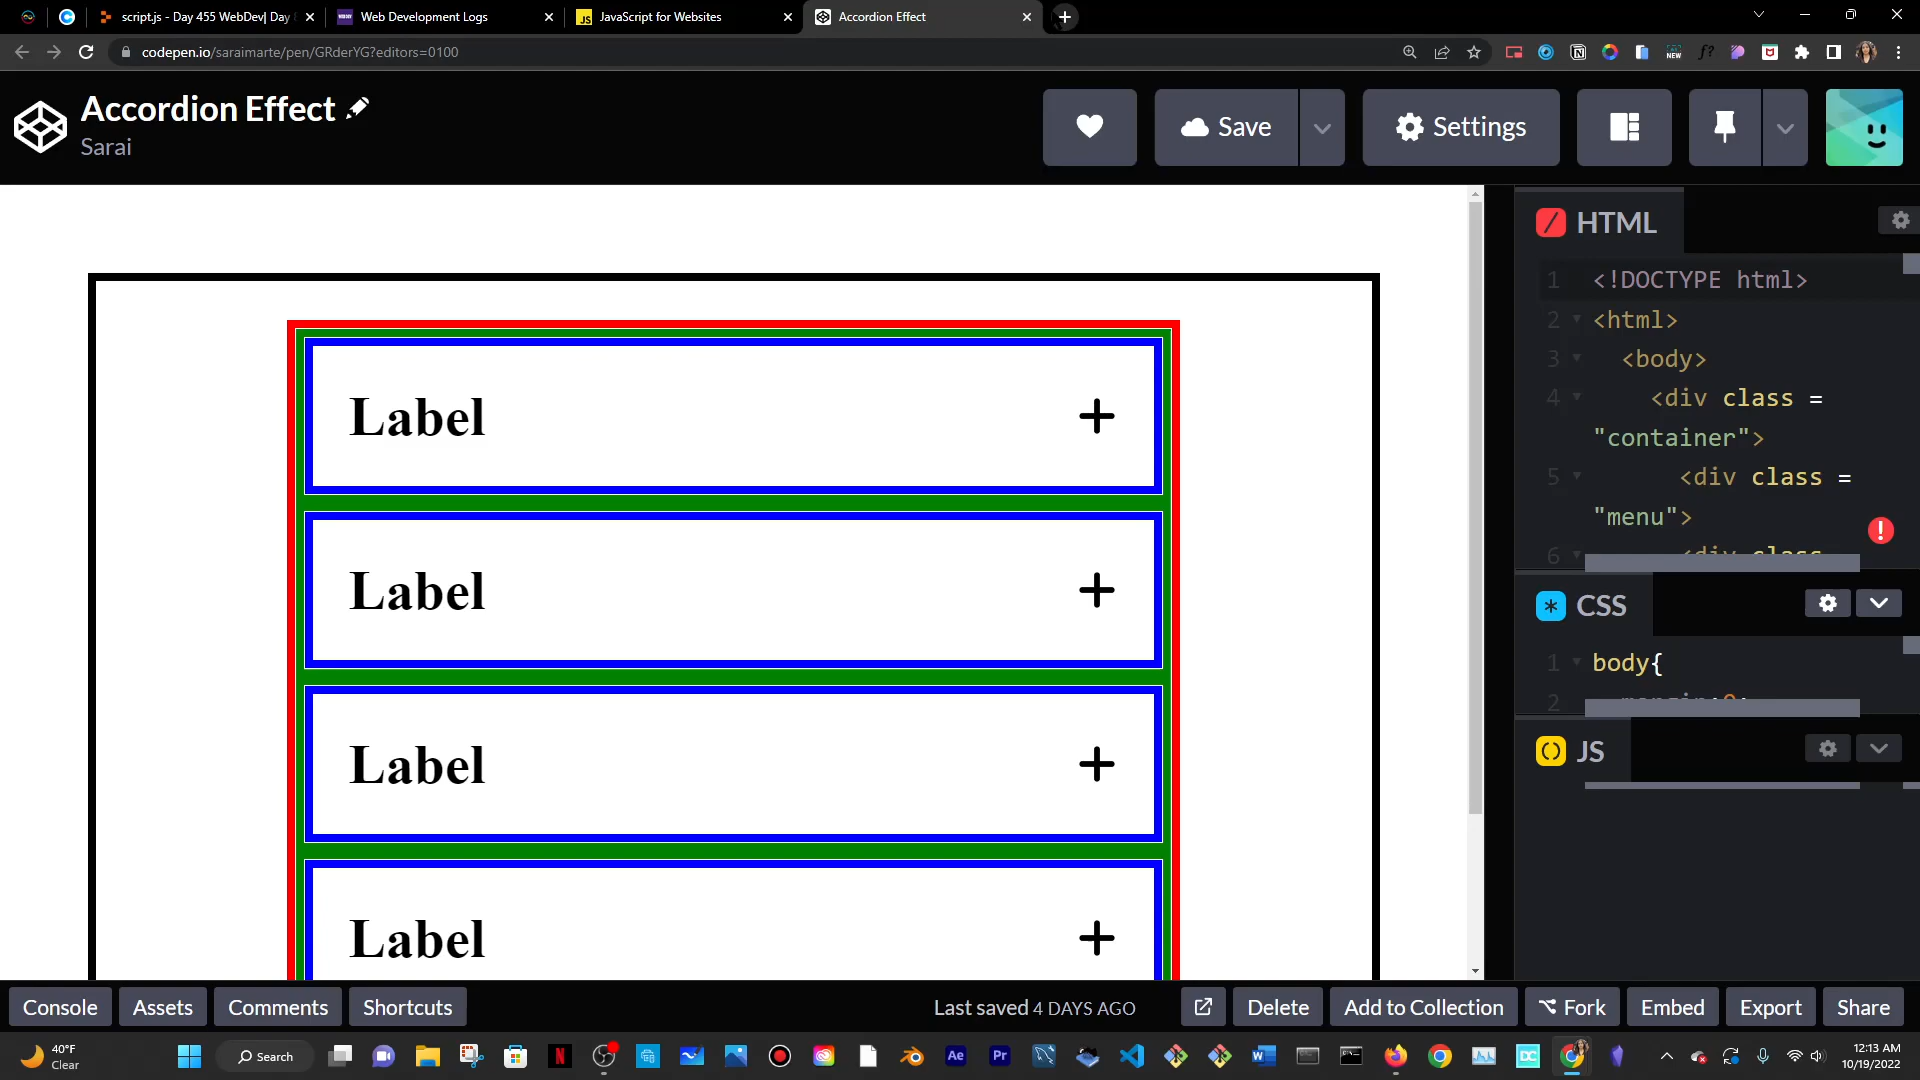 script.js - Day 455 WebDev| Day
Web Development Logs
JavaScript for Websites
Accordion Effect
codepen.io/saraimarte/pen/GRderYG?editors=0100
Accordion Effect
Sarai
Save
Settings
Label
Label
Label
Label
HTML
1 <!DOCTYPE html>
2 <html>
3 <body>
4 <div class =
"container">
5 <div class =
"menu">
6 <div class
CSS
1 body{
2 margin:0;
JS
Console
Assets
Comments
Shortcuts
Last saved 4 DAYS AGO
Delete
Add to Collection
Fork
Embed
Export
Share
40°F
Clear
Search
12:13 AM
10/19/2022